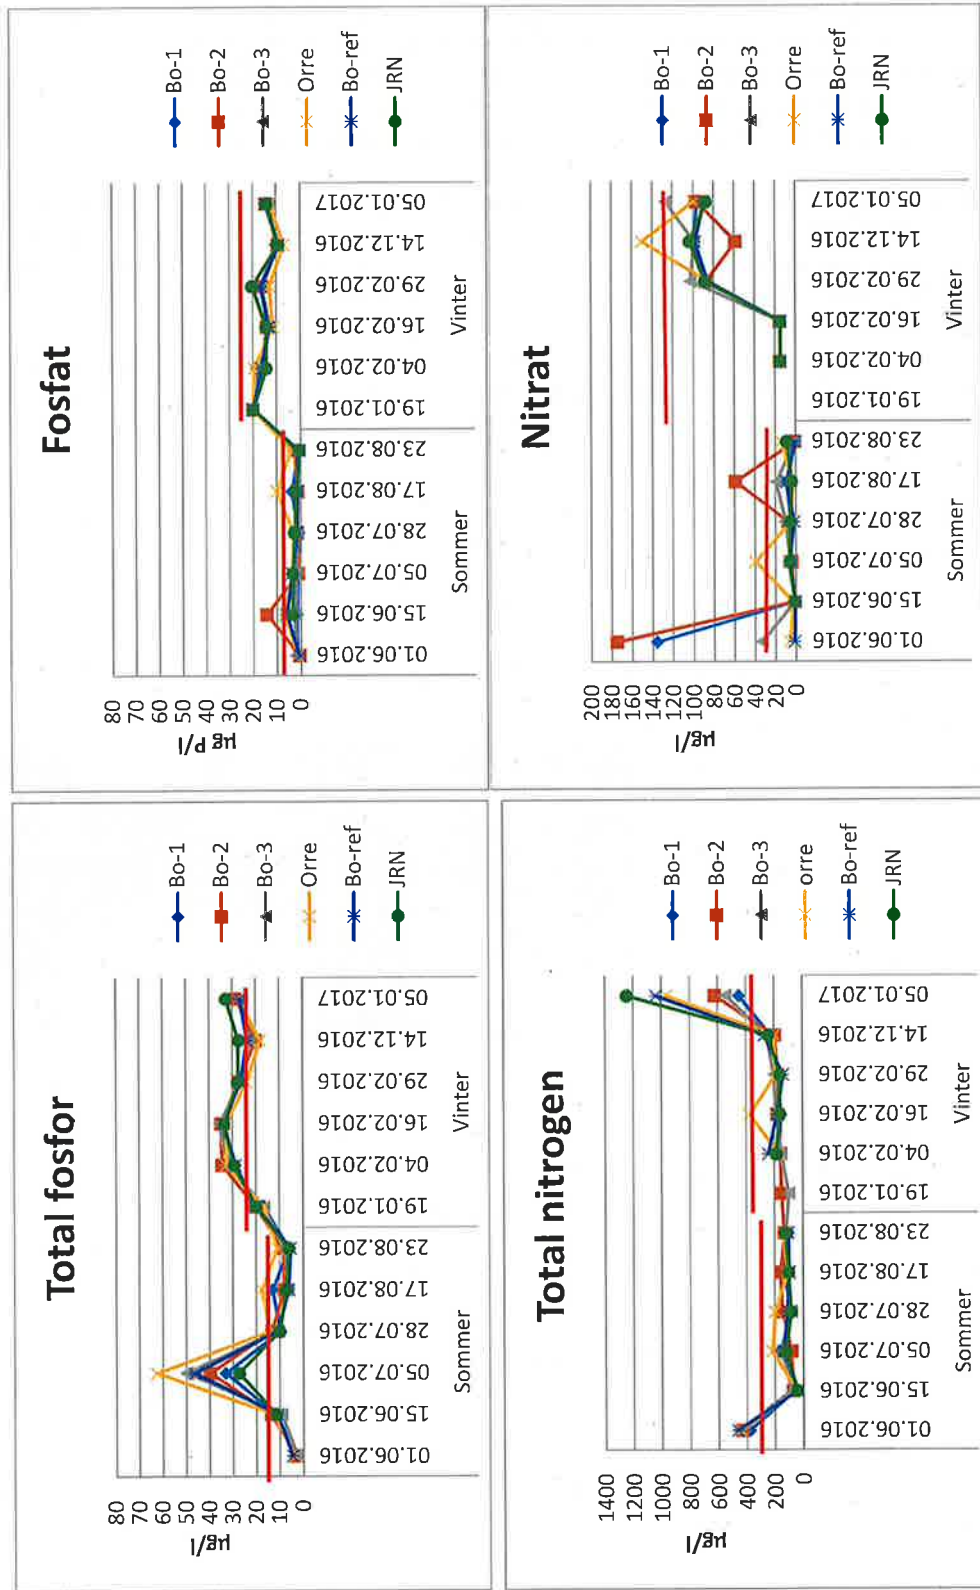 Total fosfor
µg/l
80
70
60
50
40
30
20
10
0
01.06.2016
15.06.2016
05.07.2016
28.07.2016
17.08.2016
23.08.2016
19.01.2016
04.02.2016
16.02.2016
29.02.2016
14.12.2016
05.01.2017
Sommer
Vinter
Bo-1
Bo-2
Bo-3
Orre
Bo-ref
JRN
Fosfat
µg P/l
80
70
60
50
40
30
20
10
0
01.06.2016
15.06.2016
05.07.2016
28.07.2016
17.08.2016
23.08.2016
19.01.2016
04.02.2016
16.02.2016
29.02.2016
14.12.2016
05.01.2017
Sommer
Vinter
Bo-1
Bo-2
Bo-3
Orre
Bo-ref
JRN
Total nitrogen
µg/l
1400
1200
1000
800
600
400
200
0
01.06.2016
15.06.2016
05.07.2016
28.07.2016
17.08.2016
23.08.2016
19.01.2016
04.02.2016
16.02.2016
29.02.2016
14.12.2016
05.01.2017
Sommer
Vinter
Bo-1
Bo-2
Bo-3
orre
Bo-ref
JRN
Nitrat
µg/l
200
180
160
140
120
100
80
60
40
20
0
01.06.2016
15.06.2016
05.07.2016
28.07.2016
17.08.2016
23.08.2016
19.01.2016
04.02.2016
16.02.2016
29.02.2016
14.12.2016
05.01.2017
Sommer
Vinter
Bo-1
Bo-2
Bo-3
Orre
Bo-ref
JRN